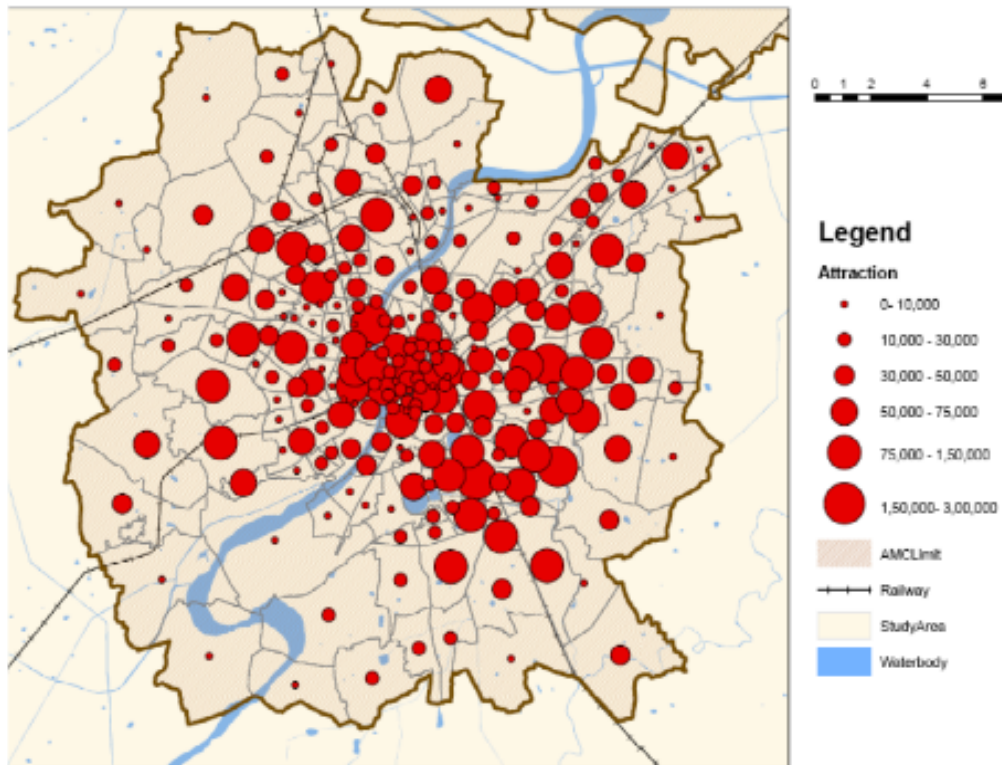 0 1 2 4 6
Legend
Attraction
0- 10,000
10,000 - 30,000
30,000 - 50,000
50,000 - 75,000
75,000 - 1,50,000
1,50,000- 3,00,000
AMCLimit
Railway
StudyArea
Waterbody